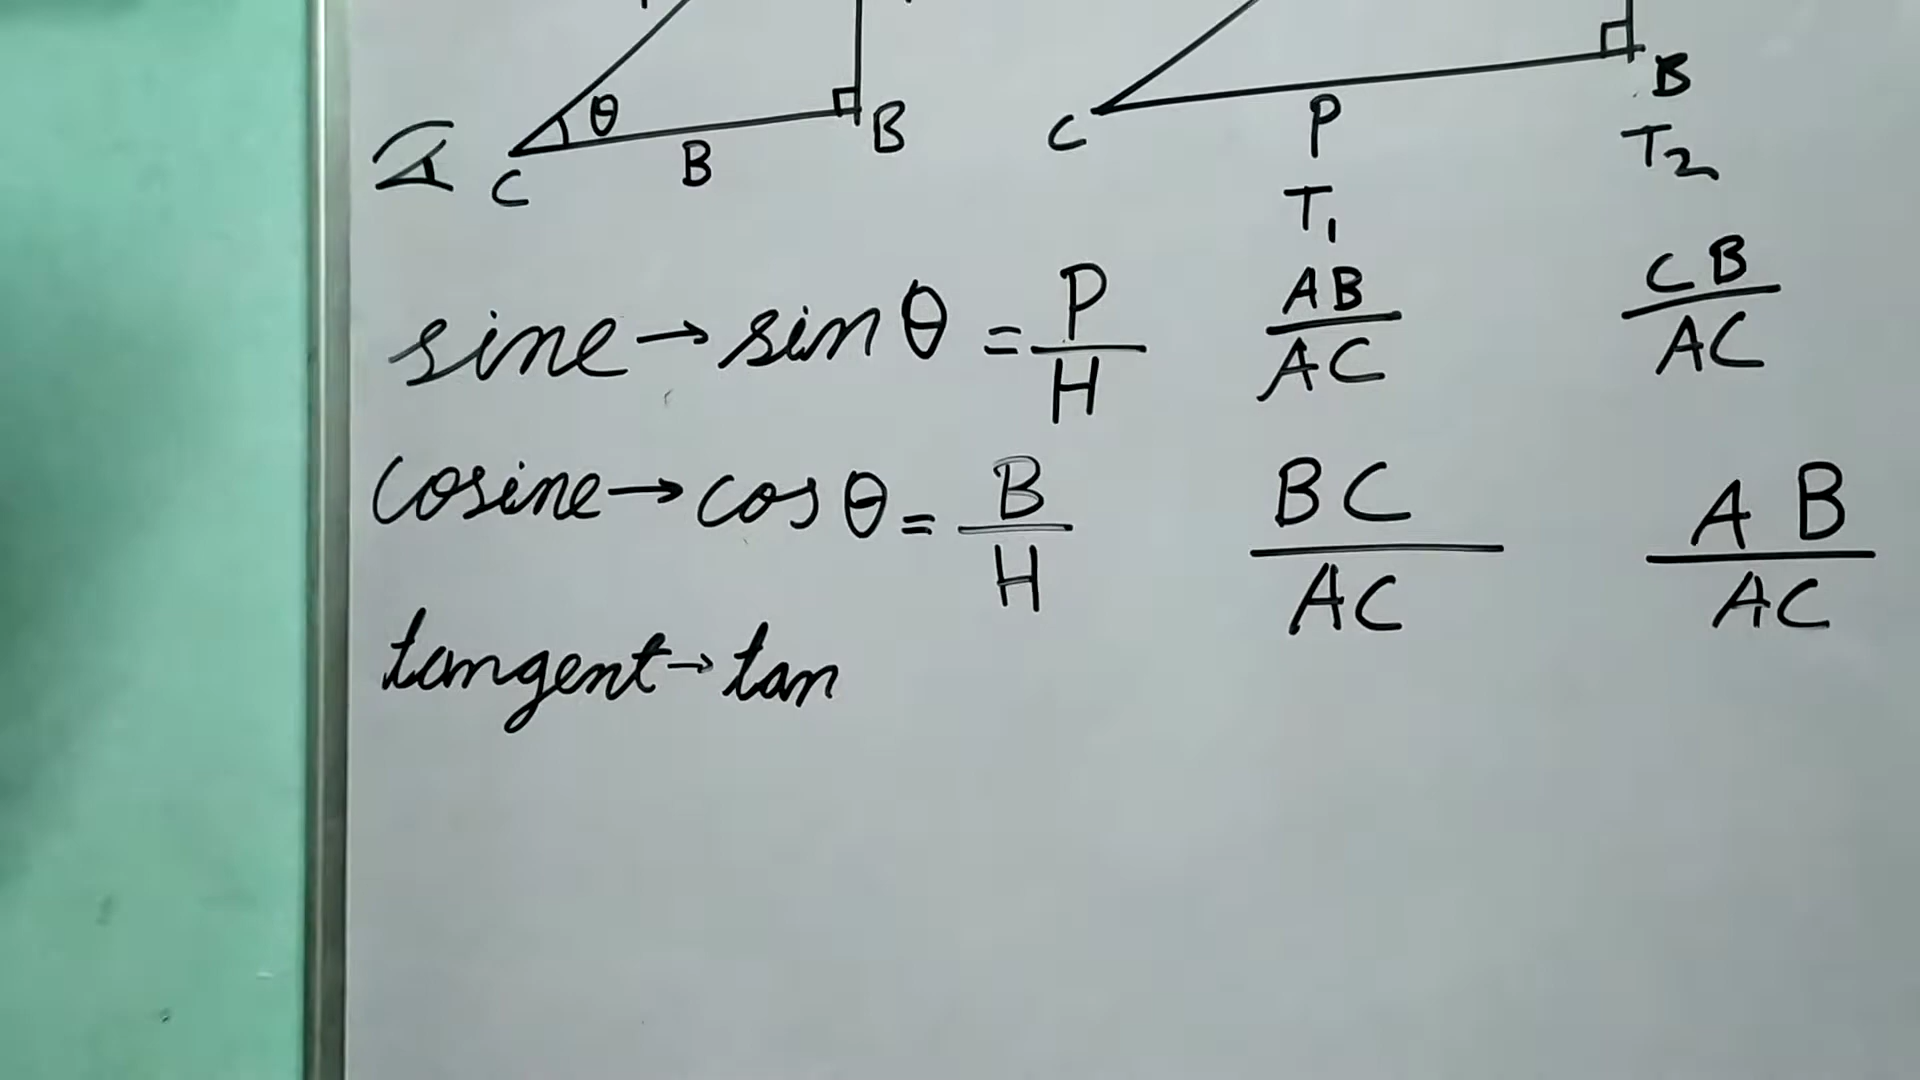 θ
B
C
B
C
P
B
T₁
T₂
sine → sin θ = P/H AB/AC CB/AC
cosine → cos θ = B/H BC/AC AB/AC
tangent → tan